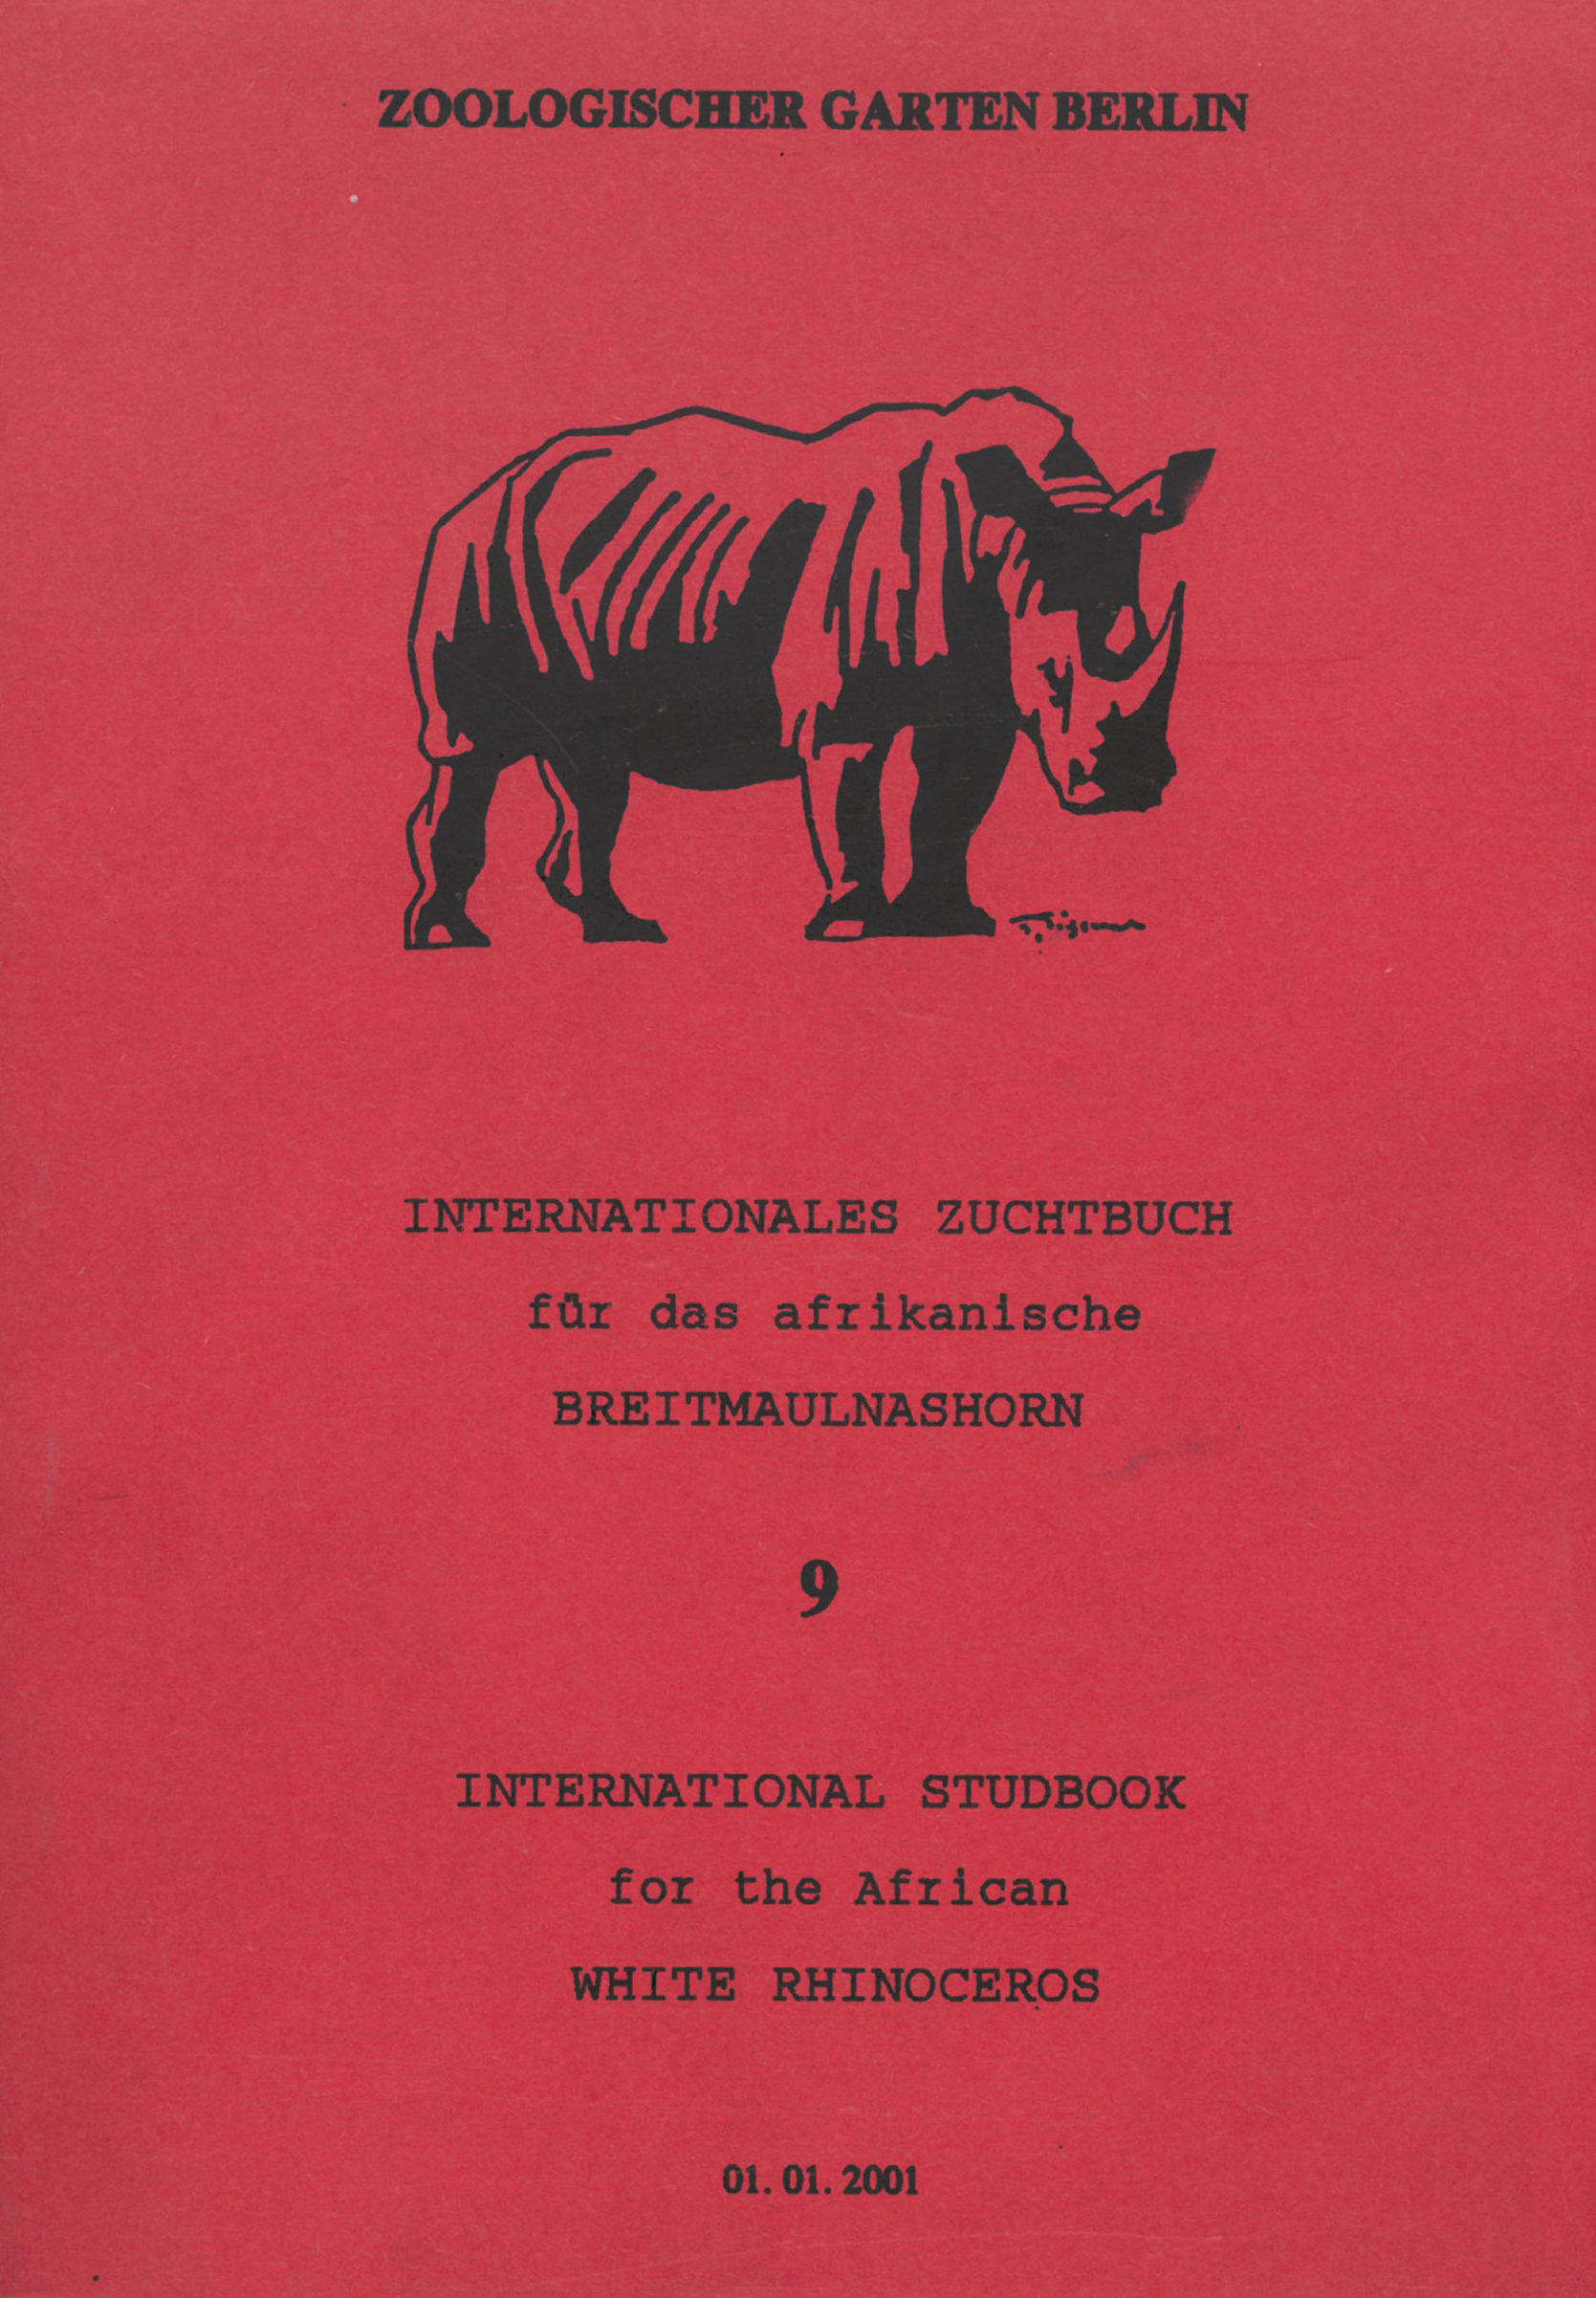 ZOOLOGISCHER GARTEN BERLIN
INTERNATIONALES ZUCHTBUCH
für das afrikanische
BREITMAULNASHORN
9
INTERNATIONAL STUDBOOK
for the African
WHITE RHINOCEROS
01. 01. 2001